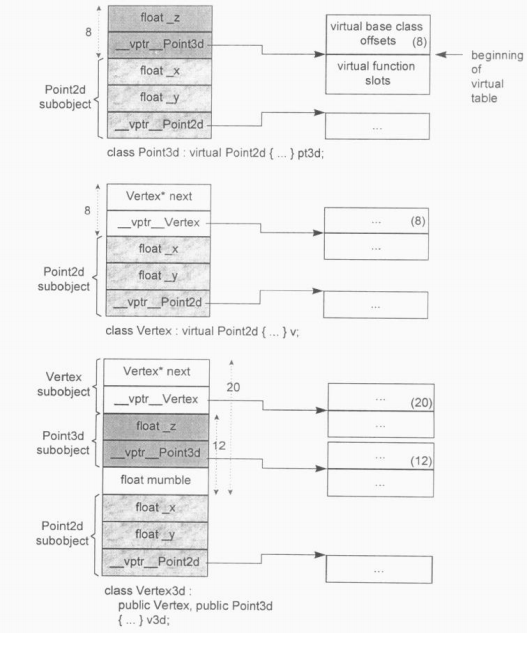 float _z
8
__vptr__Point3d
float _x
Point2d
subobject
float _y
__vptr__Point2d
virtual base class
offsets (8)
virtual function
slots
beginning
of
virtual
table
...
class Point3d : virtual Point2d { ... } pt3d;
Vertex* next
8
__vptr__Vertex
float _x
Point2d
subobject
float _y
__vptr__Point2d
... (8)
...
...
class Vertex : virtual Point2d { ... } v;
Vertex
subobject
Vertex* next
20
__vptr__Vertex
Point3d
subobject
float _z
12
__vptr__Point3d
float mumble
Point2d
subobject
float _x
float _y
__vptr__Point2d
... (20)
...
... (12)
...
...
class Vertex3d :
public Vertex, public Point3d
{ ... } v3d;